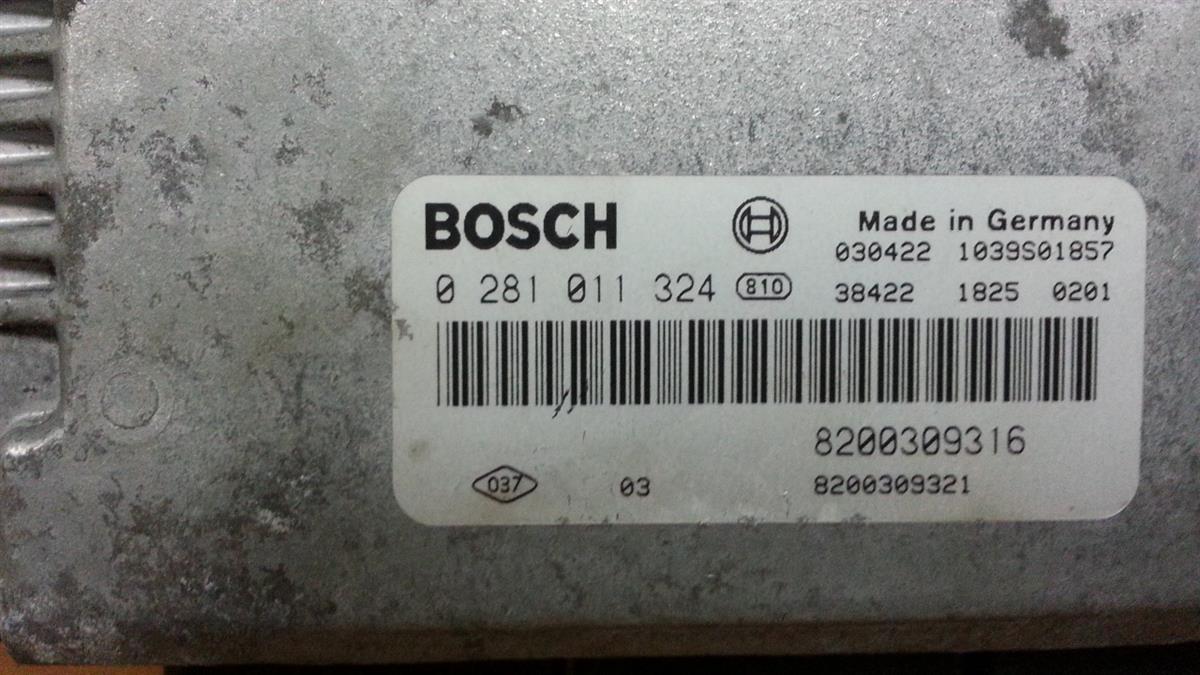 BOSCH
Made in Germany
030422 1039S01857
0 281 011 324 810
38422 1825 0201
8200309316
037 03 8200309321